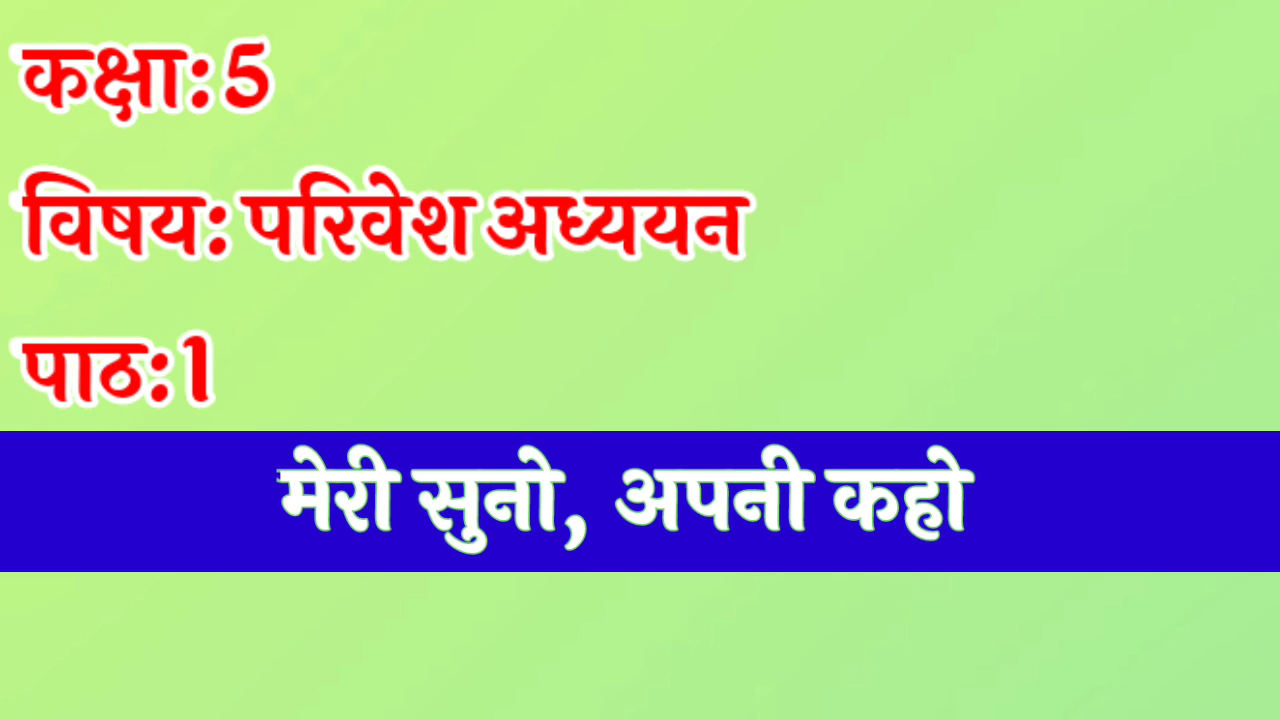 कक्षा: 5
विषय: परिवेश अध्ययन
पाठ: 1
मेरी सुनो, अपनी कहो